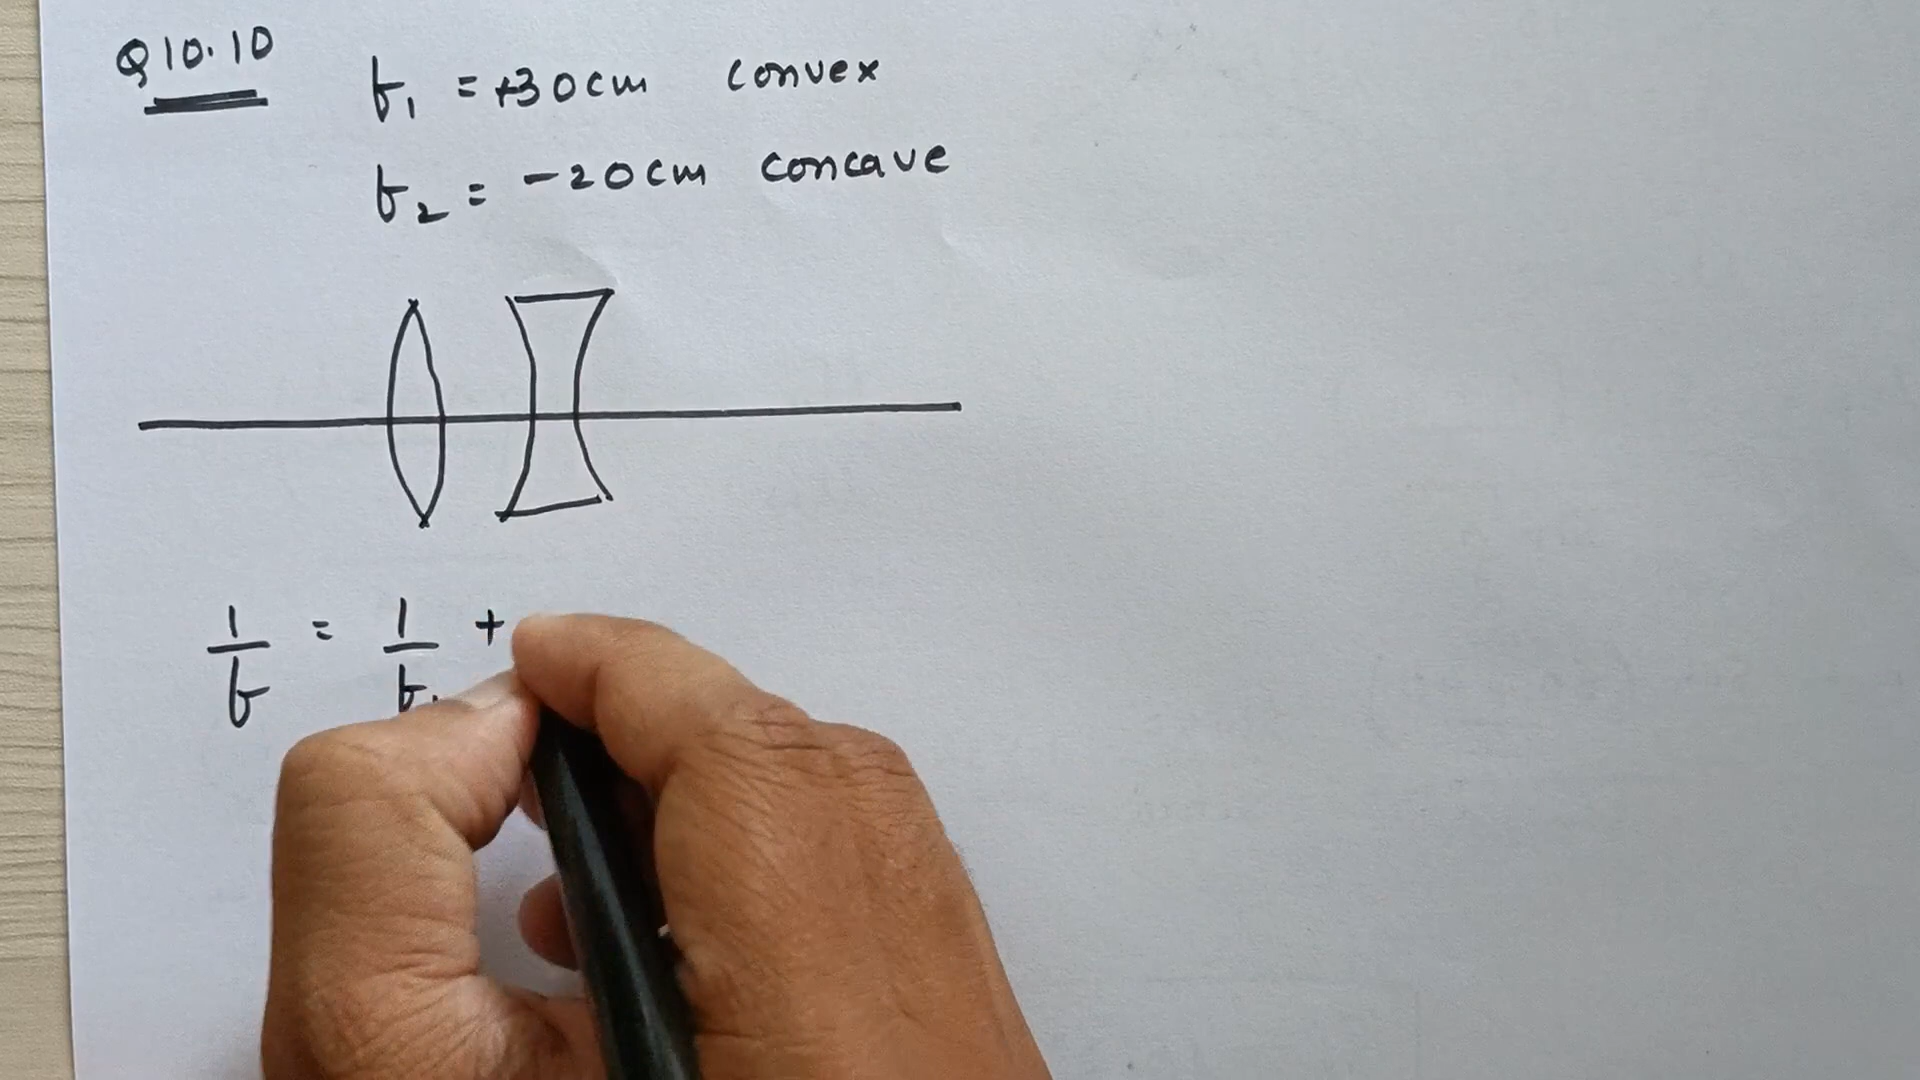 Q10.10
f₁ = +30cm convex
f₂ = -20cm concave
1/f = 1/f₁ +